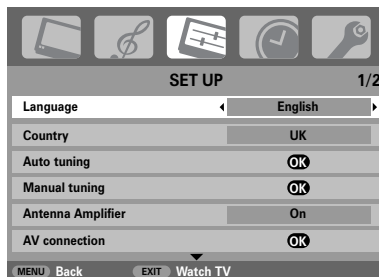 SET UP 1/2
Language English
Country UK
Auto tuning OK
Manual tuning OK
Antenna Amplifier On
AV connection OK
MENU Back EXIT Watch TV